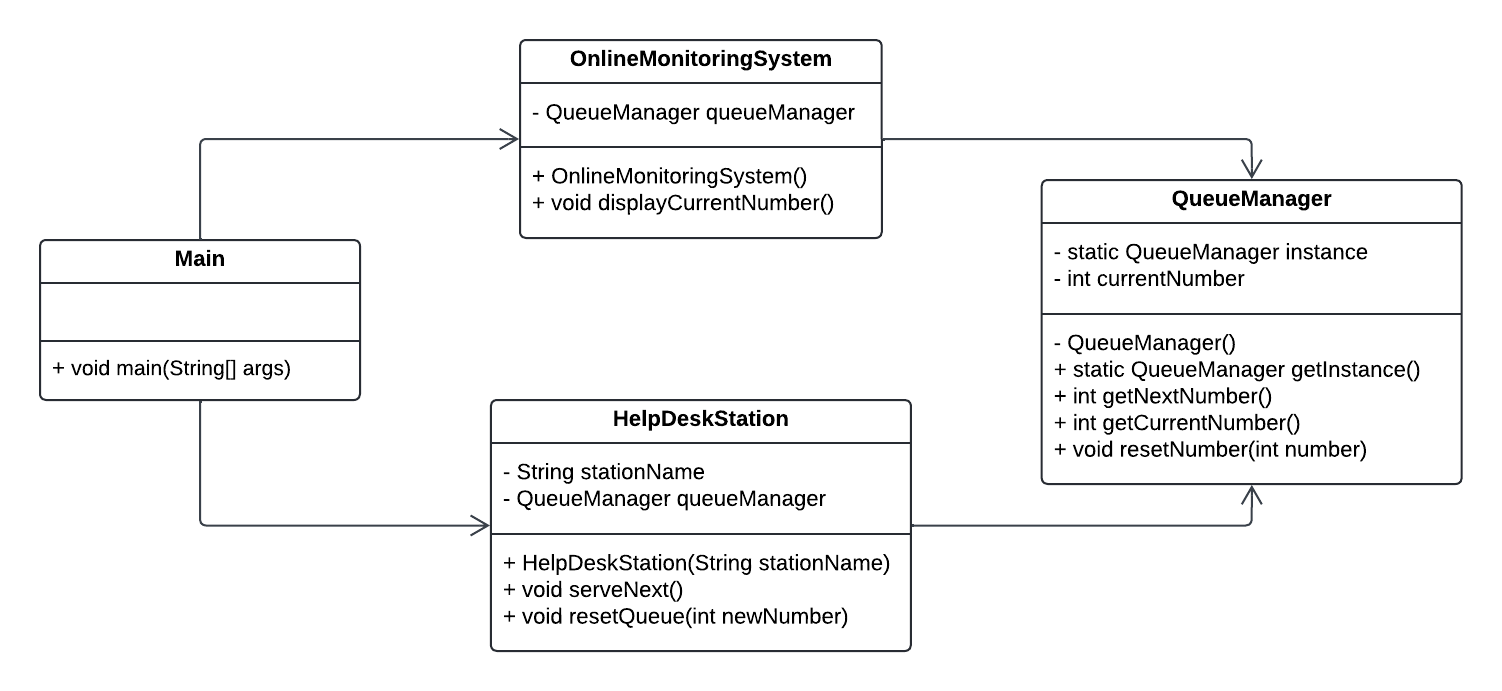 OnlineMonitoringSystem
- QueueManager queueManager
+ OnlineMonitoringSystem()
+ void displayCurrentNumber()
Main
+ void main(String[] args)
HelpDeskStation
- String stationName
- QueueManager queueManager
+ HelpDeskStation(String stationName)
+ void serveNext()
+ void resetQueue(int newNumber)
QueueManager
- static QueueManager instance
- int currentNumber
- QueueManager()
+ static QueueManager getInstance()
+ int getNextNumber()
+ int getCurrentNumber()
+ void resetNumber(int number)